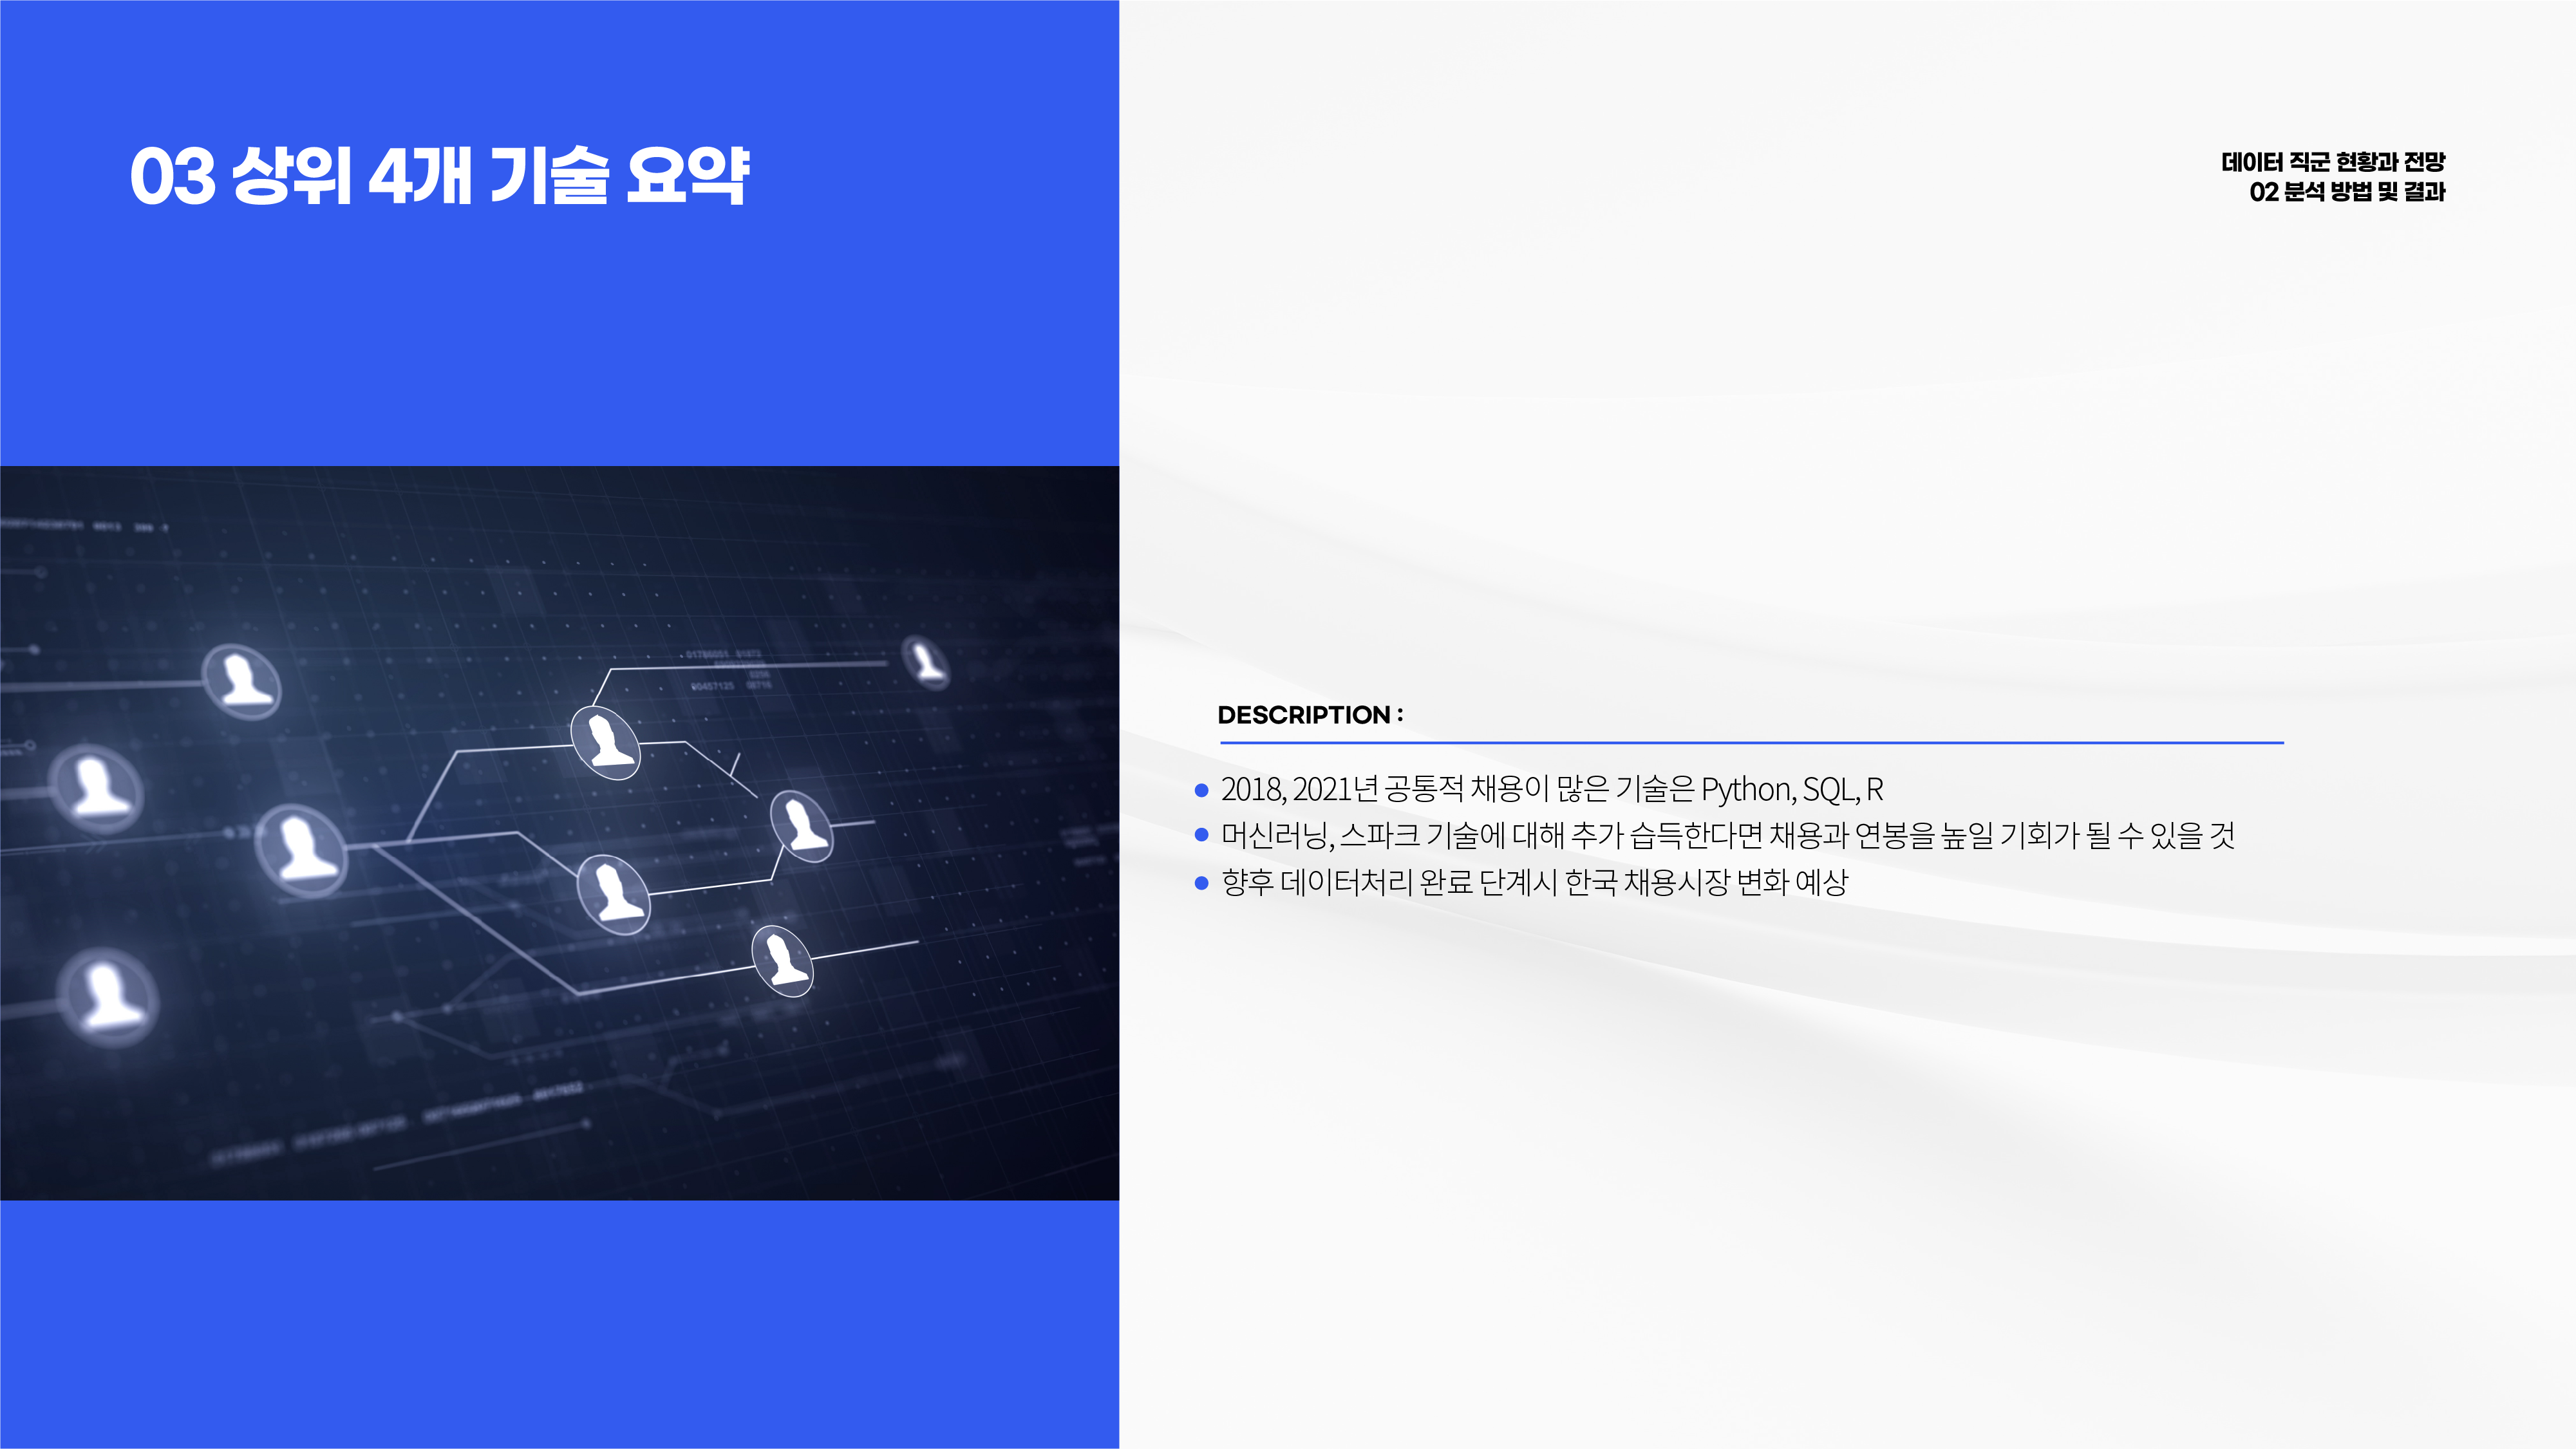 03 상위 4개 기술 요약
데이터 직군 현황과 전망
02 분석 방법 및 결과
DESCRIPTION :
2018, 2021년 공통적 채용이 많은 기술은 Python, SQL, R
머신러닝, 스파크 기술에 대해 추가 습득한다면 채용과 연봉을 높일 기회가 될 수 있을 것
향후 데이터처리 완료 단계시 한국 채용시장 변화 예상